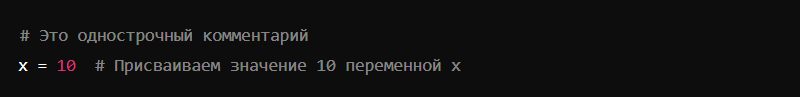 # Это однострочный комментарий
x = 10  # Присваиваем значение 10 переменной x